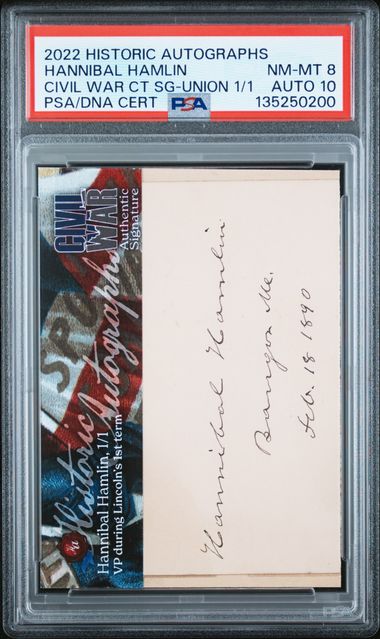 2022 HISTORIC AUTOGRAPHS
HANNIBAL HAMLIN NM-MT 8
CIVIL WAR CT SG-UNION 1/1 AUTO 10
PSA/DNA CERT PSA 135250200
CIVIL
WAR
Authentic
Signature
Historic Autographs
Hannibal Hamlin, 1/1
VP during Lincoln's 1st term
Hannibal Hamlin
Bangor Me.
Feb. 18 1890